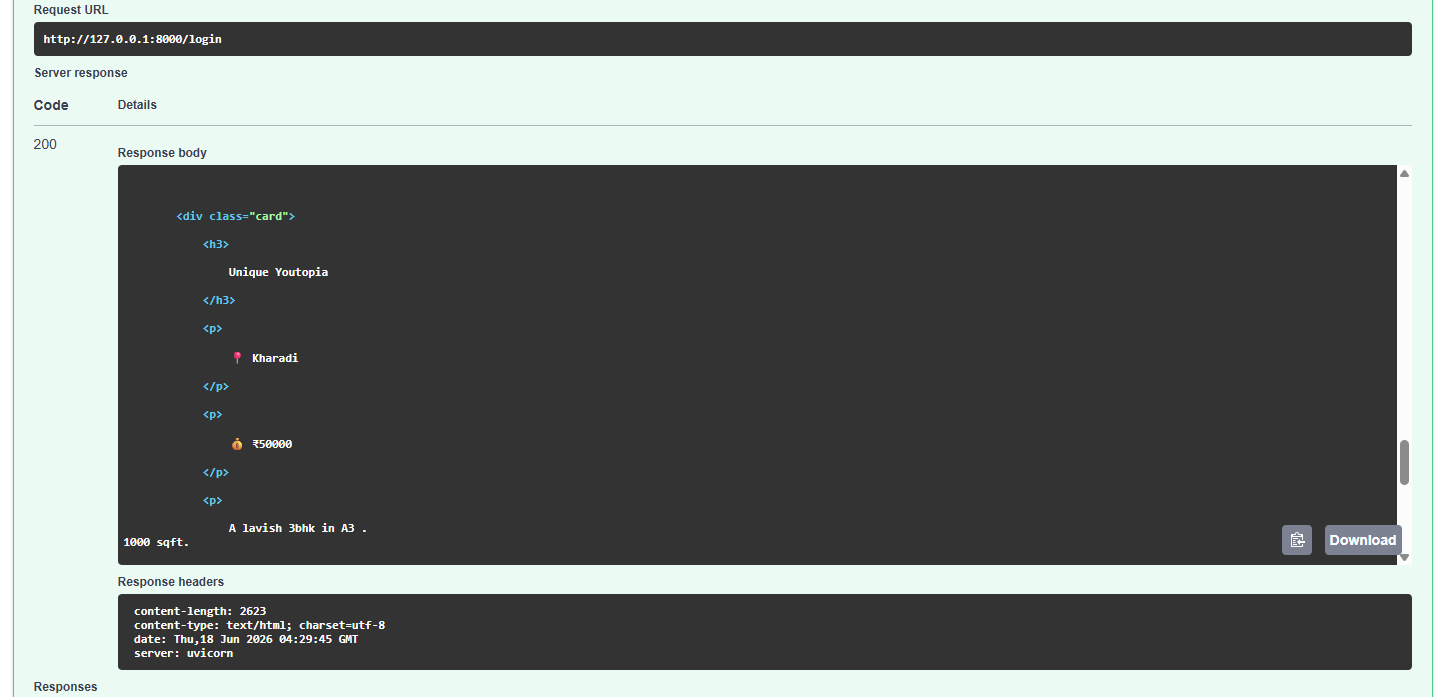 Request URL
http://127.0.0.1:8000/login
Server response
Code Details
200
Response body
<div class="card">
<h3>
Unique Youtopia
</h3>
<p>
📍 Kharadi
</p>
<p>
💰 ₹50000
</p>
<p>
A lavish 3bhk in A3 .
1000 sqft.
Download
Response headers
content-length: 2623
content-type: text/html; charset=utf-8
date: Thu,18 Jun 2026 04:29:45 GMT
server: uvicorn
Responses